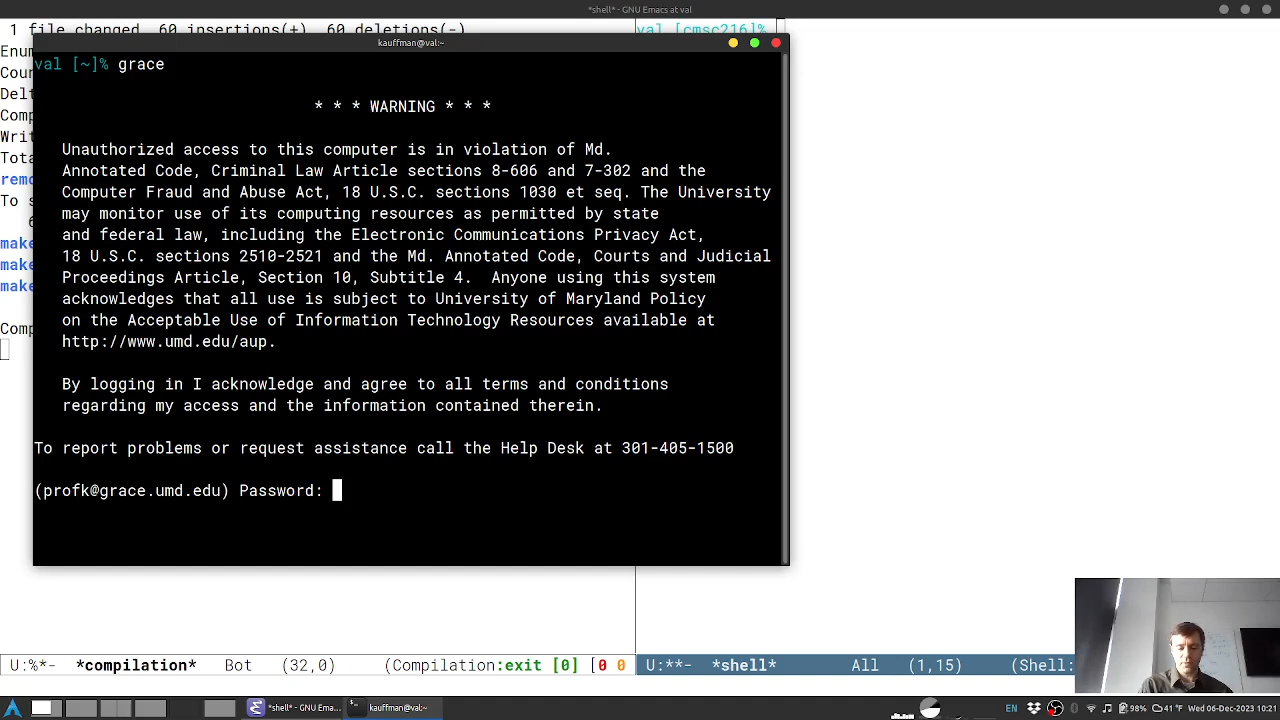 *shell* - GNU Emacs at val
1 file changed, 60 insertions(+), 60 deletions(-)
val [cmsc216]%
Enum
Coun
Delt
Comp
Writ
Tota
remo
To s
6
make
make
make
Comp
kauffman@val:~
val [~]% grace
* * * WARNING * * *
Unauthorized access to this computer is in violation of Md.
Annotated Code, Criminal Law Article sections 8-606 and 7-302 and the
Computer Fraud and Abuse Act, 18 U.S.C. sections 1030 et seq. The University
may monitor use of its computing resources as permitted by state
and federal law, including the Electronic Communications Privacy Act,
18 U.S.C. sections 2510-2521 and the Md. Annotated Code, Courts and Judicial
Proceedings Article, Section 10, Subtitle 4.  Anyone using this system
acknowledges that all use is subject to University of Maryland Policy
on the Acceptable Use of Information Technology Resources available at
http://www.umd.edu/aup.
By logging in I acknowledge and agree to all terms and conditions
regarding my access and the information contained therein.
To report problems or request assistance call the Help Desk at 301-405-1500
(profk@grace.umd.edu) Password:
U:%*-  *compilation*   Bot   (32,0)     (Compilation:exit [0] [0 0
U:**-  *shell*        All   (1,15)     (Shell:
*shell* - GNU Ema...
kauffman@val:~
EN
98%
41 °F
Wed 06-Dec-2023
10:21